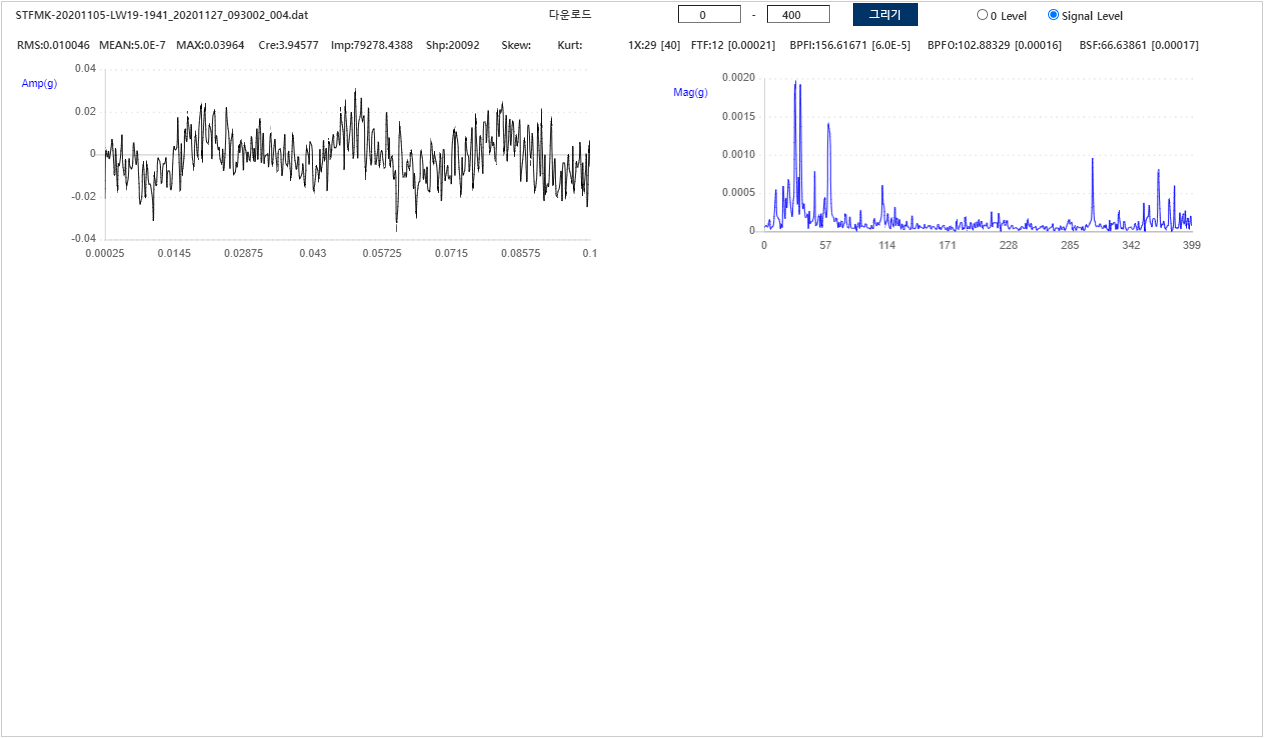 STFMK-20201105-LW19-1941_20201127_093002_004.dat 다운로드 0 - 400 그리기 0 Level Signal Level
RMS:0.010046 MEAN:5.0E-7 MAX:0.03964 Cre:3.94577 Imp:79278.4388 Shp:20092 Skew: Kurt: 1X:29 [40] FTF:12 [0.00021] BPFI:156.61671 [6.0E-5] BPFO:102.88329 [0.00016] BSF:66.63861 [0.00017]
Amp(g)
0.04
0.02
0
-0.02
-0.04
0.00025 0.0145 0.02875 0.043 0.05725 0.0715 0.08575 0.1
Mag(g)
0.0020
0.0015
0.0010
0.0005
0
0 57 114 171 228 285 342 399